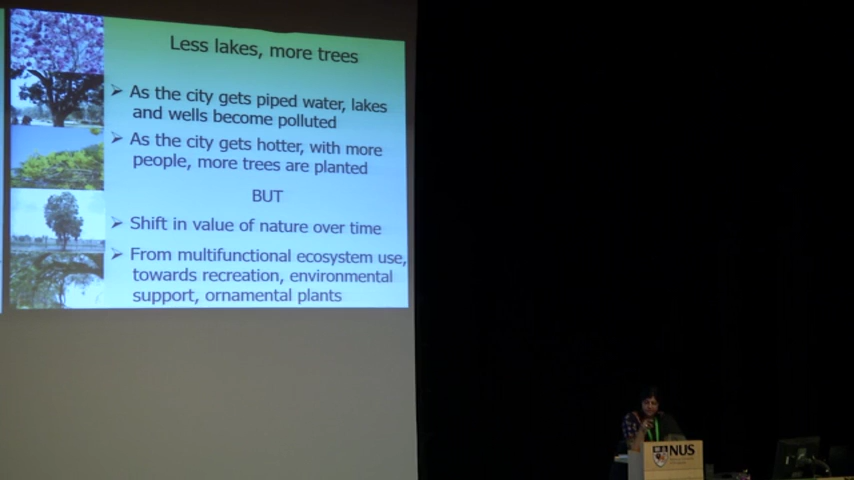 Less lakes, more trees
➢ As the city gets piped water, lakes
and wells become polluted
➢ As the city gets hotter, with more
people, more trees are planted
BUT
➢ Shift in value of nature over time
➢ From multifunctional ecosystem use,
towards recreation, environmental
support, ornamental plants
NUS